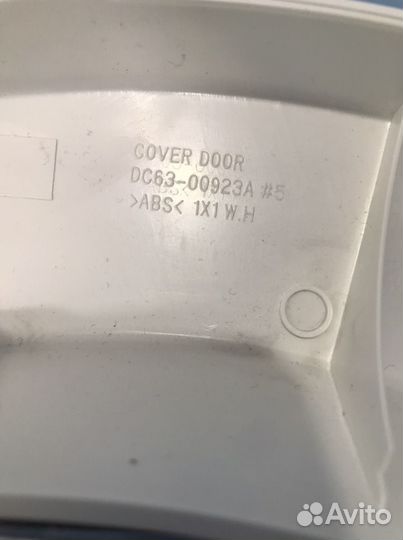 COVER DOOR
DC63-00923A #5
>ABS< 1X1 W.H
Avito